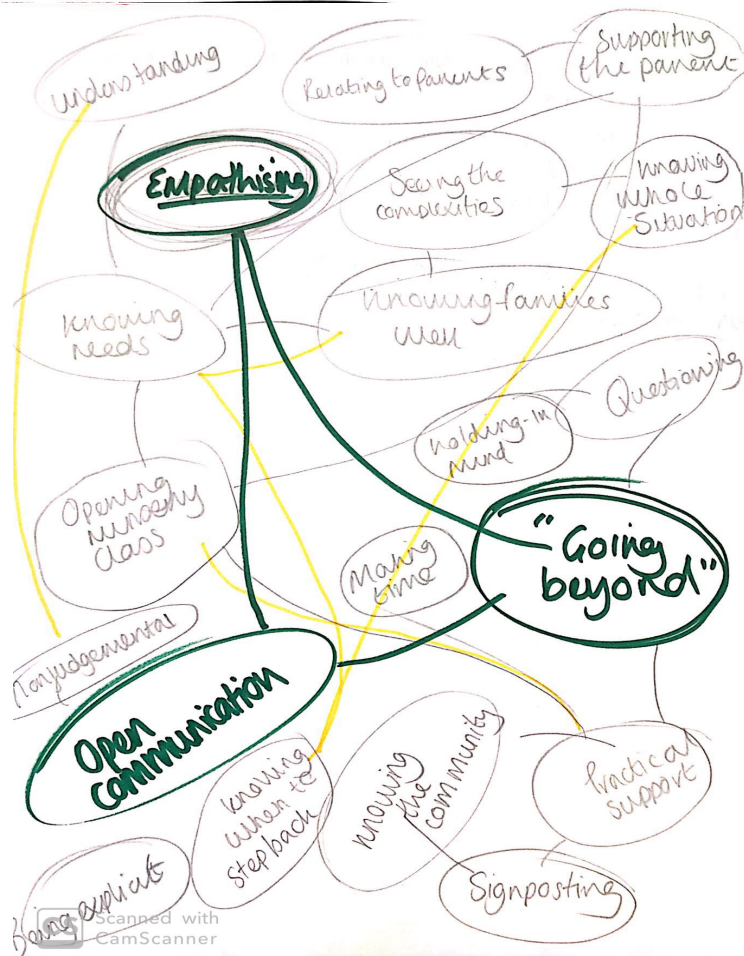 understanding
Relating to Parents
Supporting
the parent
Empathising
Seeing the
complexities
Knowing
whole
Situation
Knowing
needs
Knowing families
well
Questioning
holding-in
mind
Opening
nursery
class
Making
time
"Going
beyond"
Nonjudgemental
Open
communication
Knowing
when to
step back
Knowing
the
community
Practical
support
Signposting
Being explicit
CS
Scanned with
CamScanner